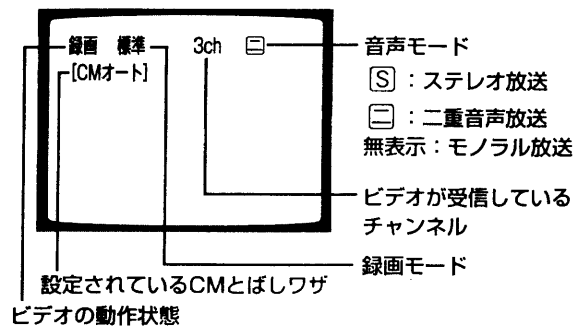 録画 標準 3ch 二
[CMオート]
音声モード
S：ステレオ放送
二：二重音声放送
無表示：モノラル放送
ビデオが受信している
チャンネル
録画モード
設定されているCMとばしワザ
ビデオの動作状態